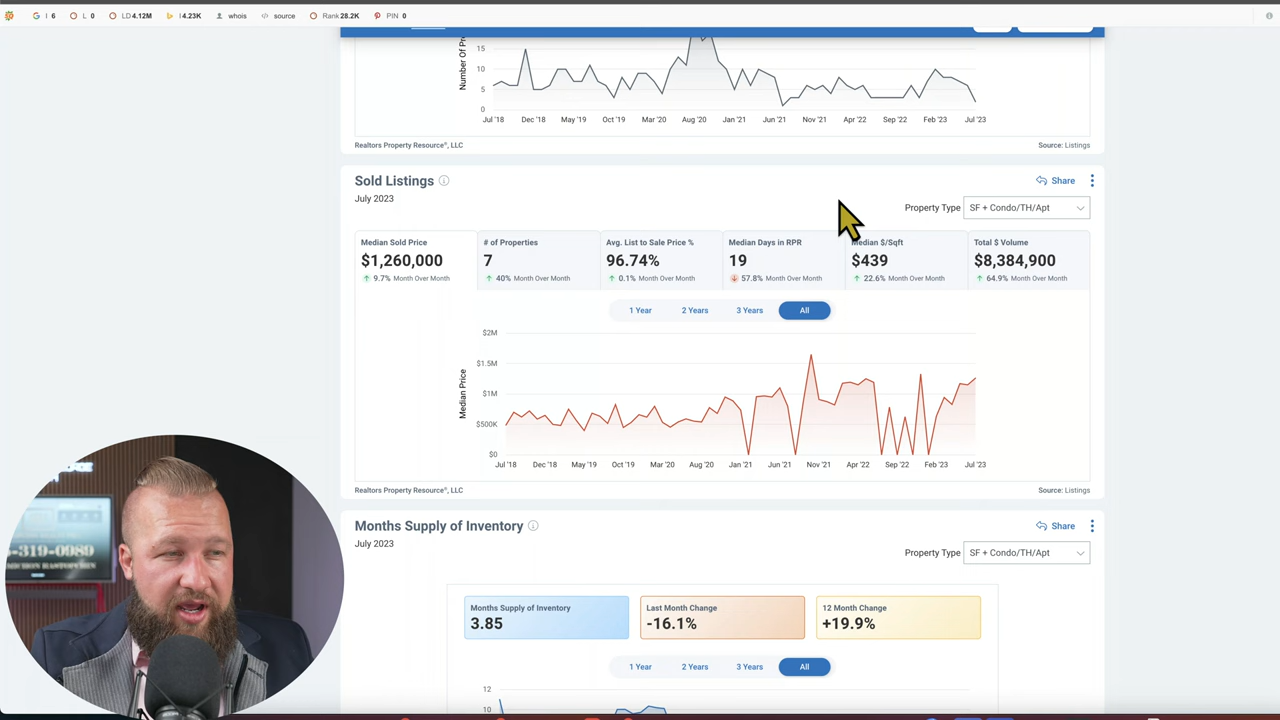 I 6 L 0 LD 4.12M I 4.23K whois source Rank 28.2K PIN 0
Number Of Pr
15
10
5
0
Jul '18 Dec '18 May '19 Oct '19 Mar '20 Aug '20 Jan '21 Jun '21 Nov '21 Apr '22 Sep '22 Feb '23 Jul '23
Realtors Property Resource®, LLC Source: Listings
Sold Listings Share
July 2023
Property Type SF + Condo/TH/Apt
Median Sold Price # of Properties Avg. List to Sale Price % Median Days in RPR Median $/Sqft Total $ Volume
$1,260,000 7 96.74% 19 $439 $8,384,900
9.7% Month Over Month 40% Month Over Month 0.1% Month Over Month 57.8% Month Over Month 22.6% Month Over Month 64.9% Month Over Month
1 Year 2 Years 3 Years All
$2M
$1.5M
$1M
$500K
$0
Median Price
Jul '18 Dec '18 May '19 Oct '19 Mar '20 Aug '20 Jan '21 Jun '21 Nov '21 Apr '22 Sep '22 Feb '23 Jul '23
Realtors Property Resource®, LLC Source: Listings
Months Supply of Inventory Share
July 2023
Property Type SF + Condo/TH/Apt
Months Supply of Inventory Last Month Change 12 Month Change
3.85 -16.1% +19.9%
1 Year 2 Years 3 Years All
12
10
-319-0989